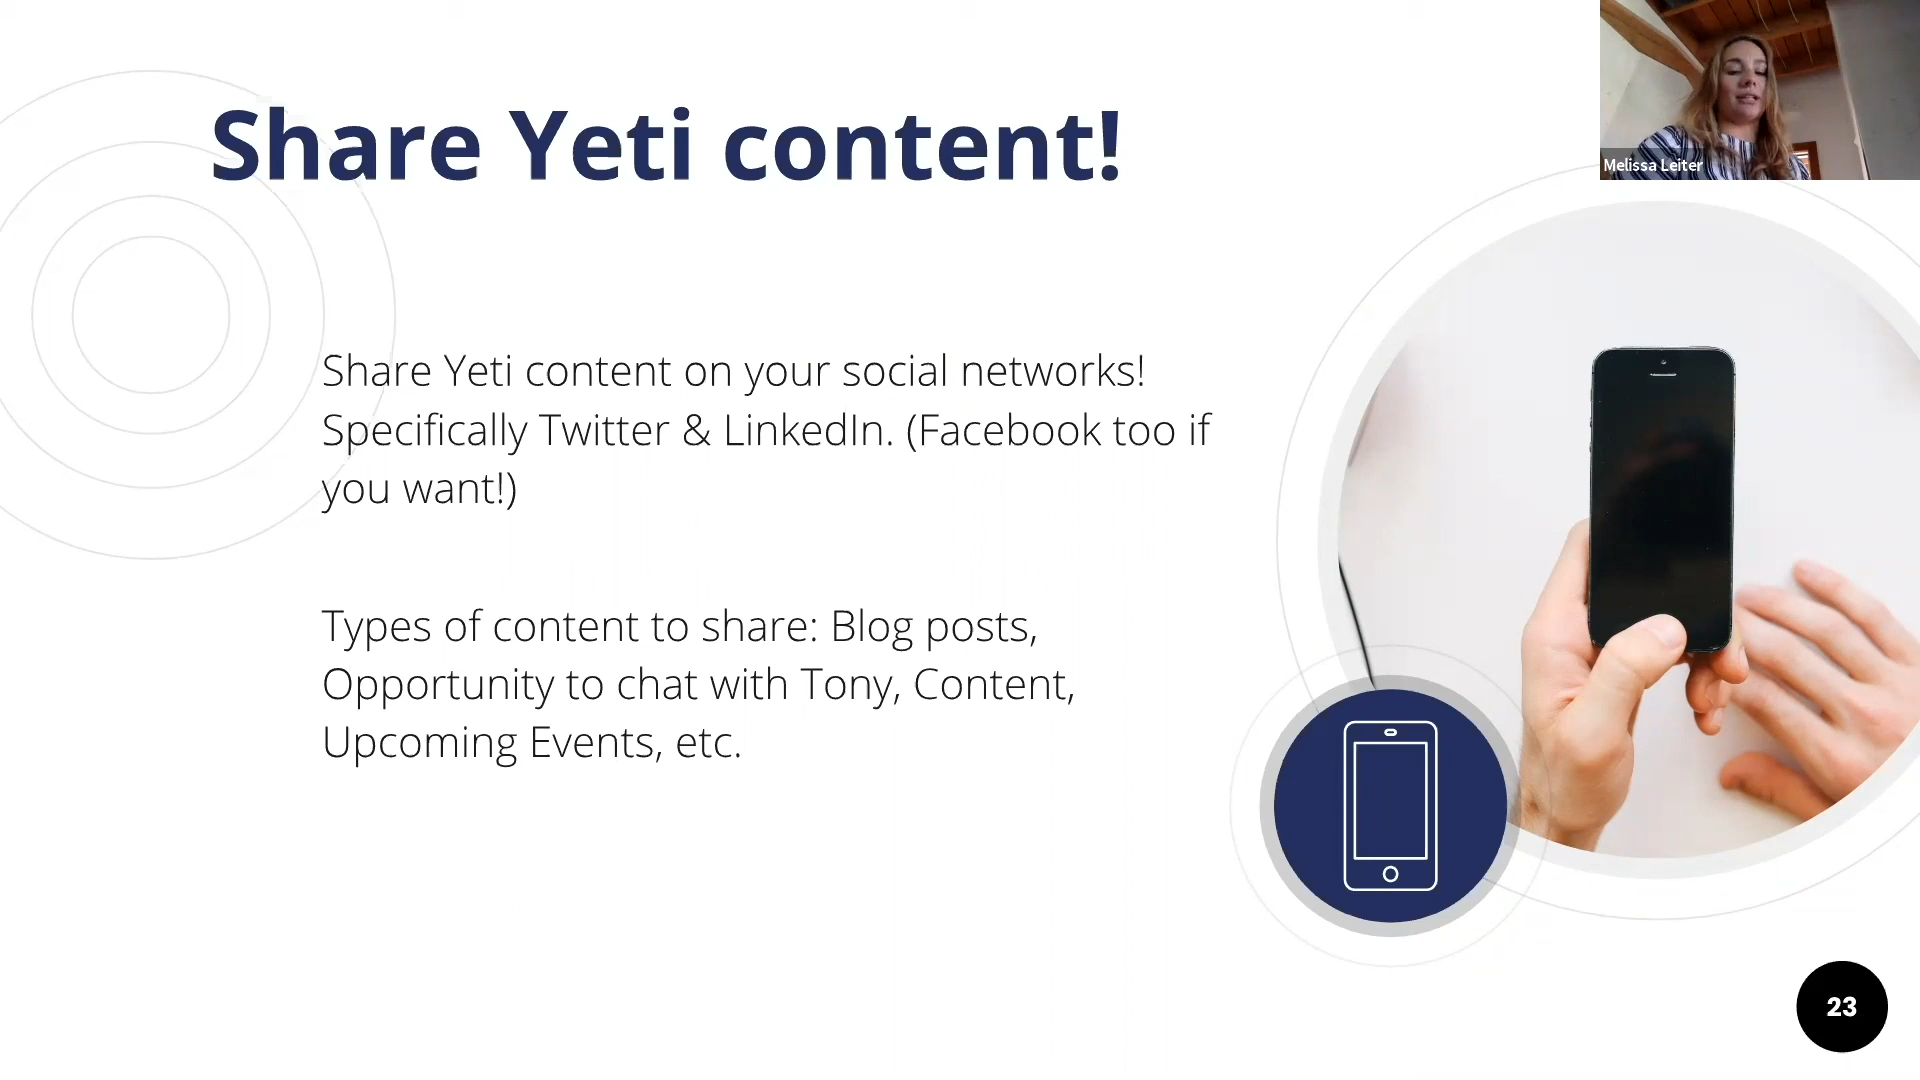 Share Yeti content!
Melissa Leiter
Share Yeti content on your social networks!
Specifically Twitter & LinkedIn. (Facebook too if
you want!)
Types of content to share: Blog posts,
Opportunity to chat with Tony, Content,
Upcoming Events, etc.
23